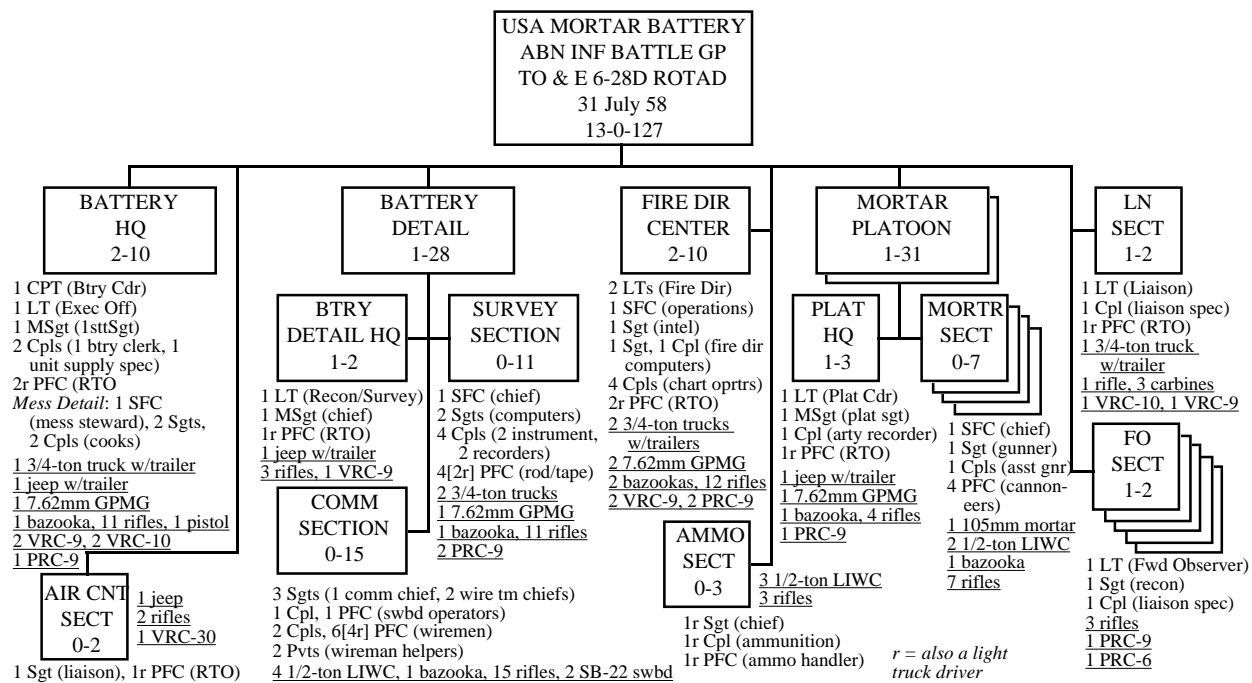 USA MORTAR BATTERY
ABN INF BATTLE GP
TO & E 6-28D ROTAD
31 July 58
13-0-127
BATTERY
HQ
2-10
1 CPT (Btry Cdr)
1 LT (Exec Off)
1 MSgt (1sttSgt)
2 Cpls (1 btry clerk, 1
unit supply spec)
2r PFC (RTO
Mess Detail: 1 SFC
(mess steward), 2 Sgts,
2 Cpls (cooks)
1 3/4-ton truck w/trailer
1 jeep w/trailer
1 7.62mm GPMG
1 bazooka, 11 rifles, 1 pistol
2 VRC-9, 2 VRC-10
1 PRC-9
AIR CNT
SECT
0-2
1 jeep
2 rifles
1 VRC-30
1 Sgt (liaison), 1r PFC (RTO)
BATTERY
DETAIL
1-28
BTRY
DETAIL HQ
1-2
1 LT (Recon/Survey)
1 MSgt (chief)
1r PFC (RTO)
1 jeep w/trailer
3 rifles, 1 VRC-9
SURVEY
SECTION
0-11
1 SFC (chief)
2 Sgts (computers)
4 Cpls (2 instrument,
2 recorders)
4[2r] PFC (rod/tape)
2 3/4-ton trucks
1 7.62mm GPMG
1 bazooka, 11 rifles
2 PRC-9
COMM
SECTION
0-15
3 Sgts (1 comm chief, 2 wire tm chiefs)
1 Cpl, 1 PFC (swbd operators)
2 Cpls, 6[4r] PFC (wiremen)
2 Pvts (wireman helpers)
4 1/2-ton LIWC, 1 bazooka, 15 rifles, 2 SB-22 swbd
FIRE DIR
CENTER
2-10
2 LTs (Fire Dir)
1 SFC (operations)
1 Sgt (intel)
1 Sgt, 1 Cpl (fire dir
computers)
4 Cpls (chart oprtrs)
2r PFC (RTO)
2 3/4-ton trucks
w/trailers
2 7.62mm GPMG
2 bazookas, 12 rifles
2 VRC-9, 2 PRC-9
AMMO
SECT
0-3
3 1/2-ton LIWC
3 rifles
1r Sgt (chief)
1r Cpl (ammunition)
1r PFC (ammo handler)
MORTAR
PLATOON
1-31
PLAT
HQ
1-3
1 LT (Plat Cdr)
1 MSgt (plat sgt)
1 Cpl (arty recorder)
1r PFC (RTO)
1 jeep w/trailer
1 7.62mm GPMG
1 bazooka, 4 rifles
1 PRC-9
MORTR
SECT
0-7
1 SFC (chief)
1 Sgt (gunner)
1 Cpls (asst gnr)
4 PFC (cannon-
eers)
1 105mm mortar
2 1/2-ton LIWC
1 bazooka
7 rifles
LN
SECT
1-2
1 LT (Liaison)
1 Cpl (liaison spec)
1r PFC (RTO)
1 3/4-ton truck
w/trailer
1 rifle, 3 carbines
1 VRC-10, 1 VRC-9
FO
SECT
1-2
1 LT (Fwd Observer)
1 Sgt (recon)
1 Cpl (liaison spec)
3 rifles
1 PRC-9
1 PRC-6
r = also a light
truck driver